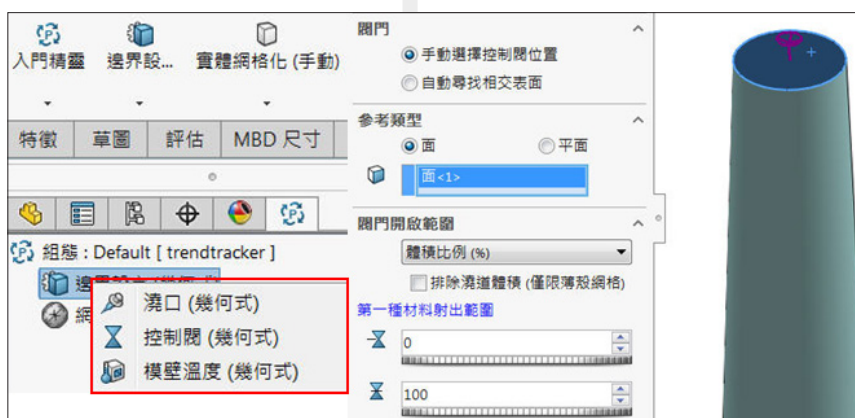 入門精靈 邊界設... 實體網格化 (手動)
特徵 草圖 評估 MBD 尺寸
組態 : Default [ trendtracker ]
澆口 (幾何式)
控制閥 (幾何式)
模壁溫度 (幾何式)
閥門
手動選擇控制閥位置
自動尋找相交表面
參考類型
面 平面
面<1>
閥門開啟範圍
體積比例 (%)
排除澆道體積 (僅限薄殼網格)
第一種材料射出範圍
0
100